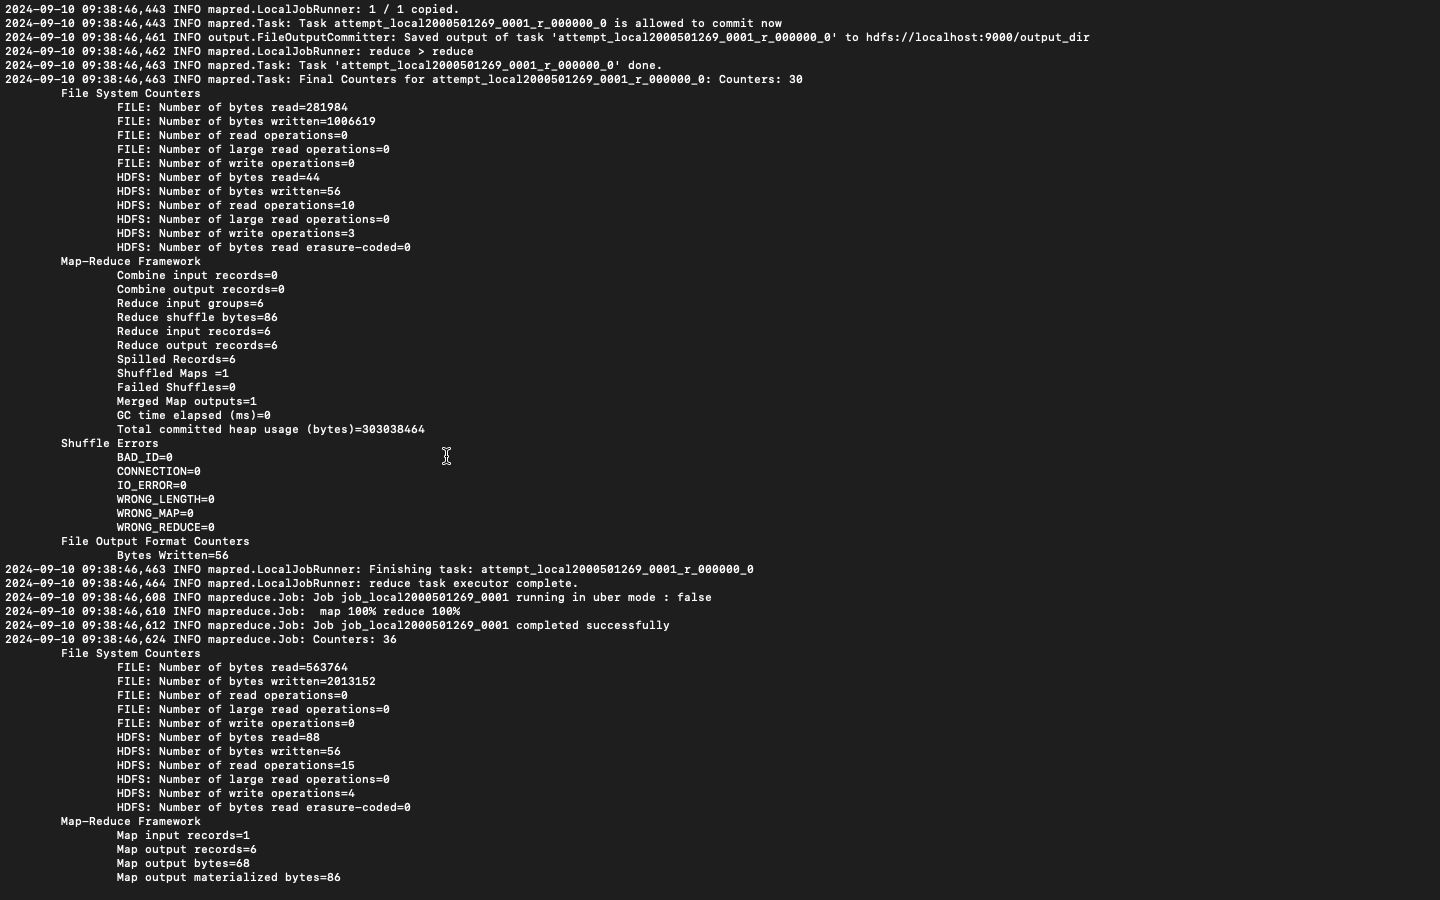 2024-09-10 09:38:46,443 INFO mapred.LocalJobRunner: 1 / 1 copied.
2024-09-10 09:38:46,443 INFO mapred.Task: Task attempt_local2000501269_0001_r_000000_0 is allowed to commit now
2024-09-10 09:38:46,461 INFO output.FileOutputCommitter: Saved output of task 'attempt_local2000501269_0001_r_000000_0' to hdfs://localhost:9000/output_dir
2024-09-10 09:38:46,462 INFO mapred.LocalJobRunner: reduce > reduce
2024-09-10 09:38:46,463 INFO mapred.Task: Task 'attempt_local2000501269_0001_r_000000_0' done.
2024-09-10 09:38:46,463 INFO mapred.Task: Final Counters for attempt_local2000501269_0001_r_000000_0: Counters: 30
File System Counters
FILE: Number of bytes read=281984
FILE: Number of bytes written=1006619
FILE: Number of read operations=0
FILE: Number of large read operations=0
FILE: Number of write operations=0
HDFS: Number of bytes read=44
HDFS: Number of bytes written=56
HDFS: Number of read operations=10
HDFS: Number of large read operations=0
HDFS: Number of write operations=3
HDFS: Number of bytes read erasure-coded=0
Map-Reduce Framework
Combine input records=0
Combine output records=0
Reduce input groups=6
Reduce shuffle bytes=86
Reduce input records=6
Reduce output records=6
Spilled Records=6
Shuffled Maps =1
Failed Shuffles=0
Merged Map outputs=1
GC time elapsed (ms)=0
Total committed heap usage (bytes)=303038464
Shuffle Errors
BAD_ID=0
CONNECTION=0
IO_ERROR=0
WRONG_LENGTH=0
WRONG_MAP=0
WRONG_REDUCE=0
File Output Format Counters
Bytes Written=56
2024-09-10 09:38:46,463 INFO mapred.LocalJobRunner: Finishing task: attempt_local2000501269_0001_r_000000_0
2024-09-10 09:38:46,464 INFO mapred.LocalJobRunner: reduce task executor complete.
2024-09-10 09:38:46,608 INFO mapreduce.Job: Job job_local2000501269_0001 running in uber mode : false
2024-09-10 09:38:46,610 INFO mapreduce.Job:  map 100% reduce 100%
2024-09-10 09:38:46,612 INFO mapreduce.Job: Job job_local2000501269_0001 completed successfully
2024-09-10 09:38:46,624 INFO mapreduce.Job: Counters: 36
File System Counters
FILE: Number of bytes read=563764
FILE: Number of bytes written=2013152
FILE: Number of read operations=0
FILE: Number of large read operations=0
FILE: Number of write operations=0
HDFS: Number of bytes read=88
HDFS: Number of bytes written=56
HDFS: Number of read operations=15
HDFS: Number of large read operations=0
HDFS: Number of write operations=4
HDFS: Number of bytes read erasure-coded=0
Map-Reduce Framework
Map input records=1
Map output records=6
Map output bytes=68
Map output materialized bytes=86